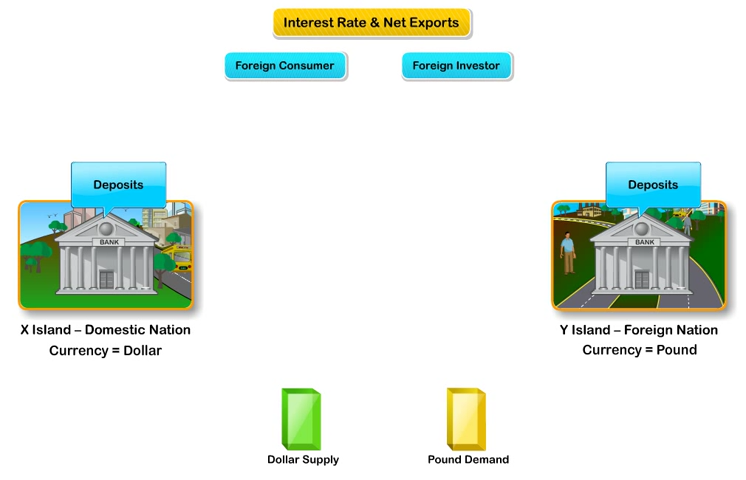 Interest Rate & Net Exports
Foreign Consumer
Foreign Investor
Deposits
Deposits
BANK
BANK
X Island – Domestic Nation
Currency = Dollar
Y Island – Foreign Nation
Currency = Pound
Dollar Supply
Pound Demand